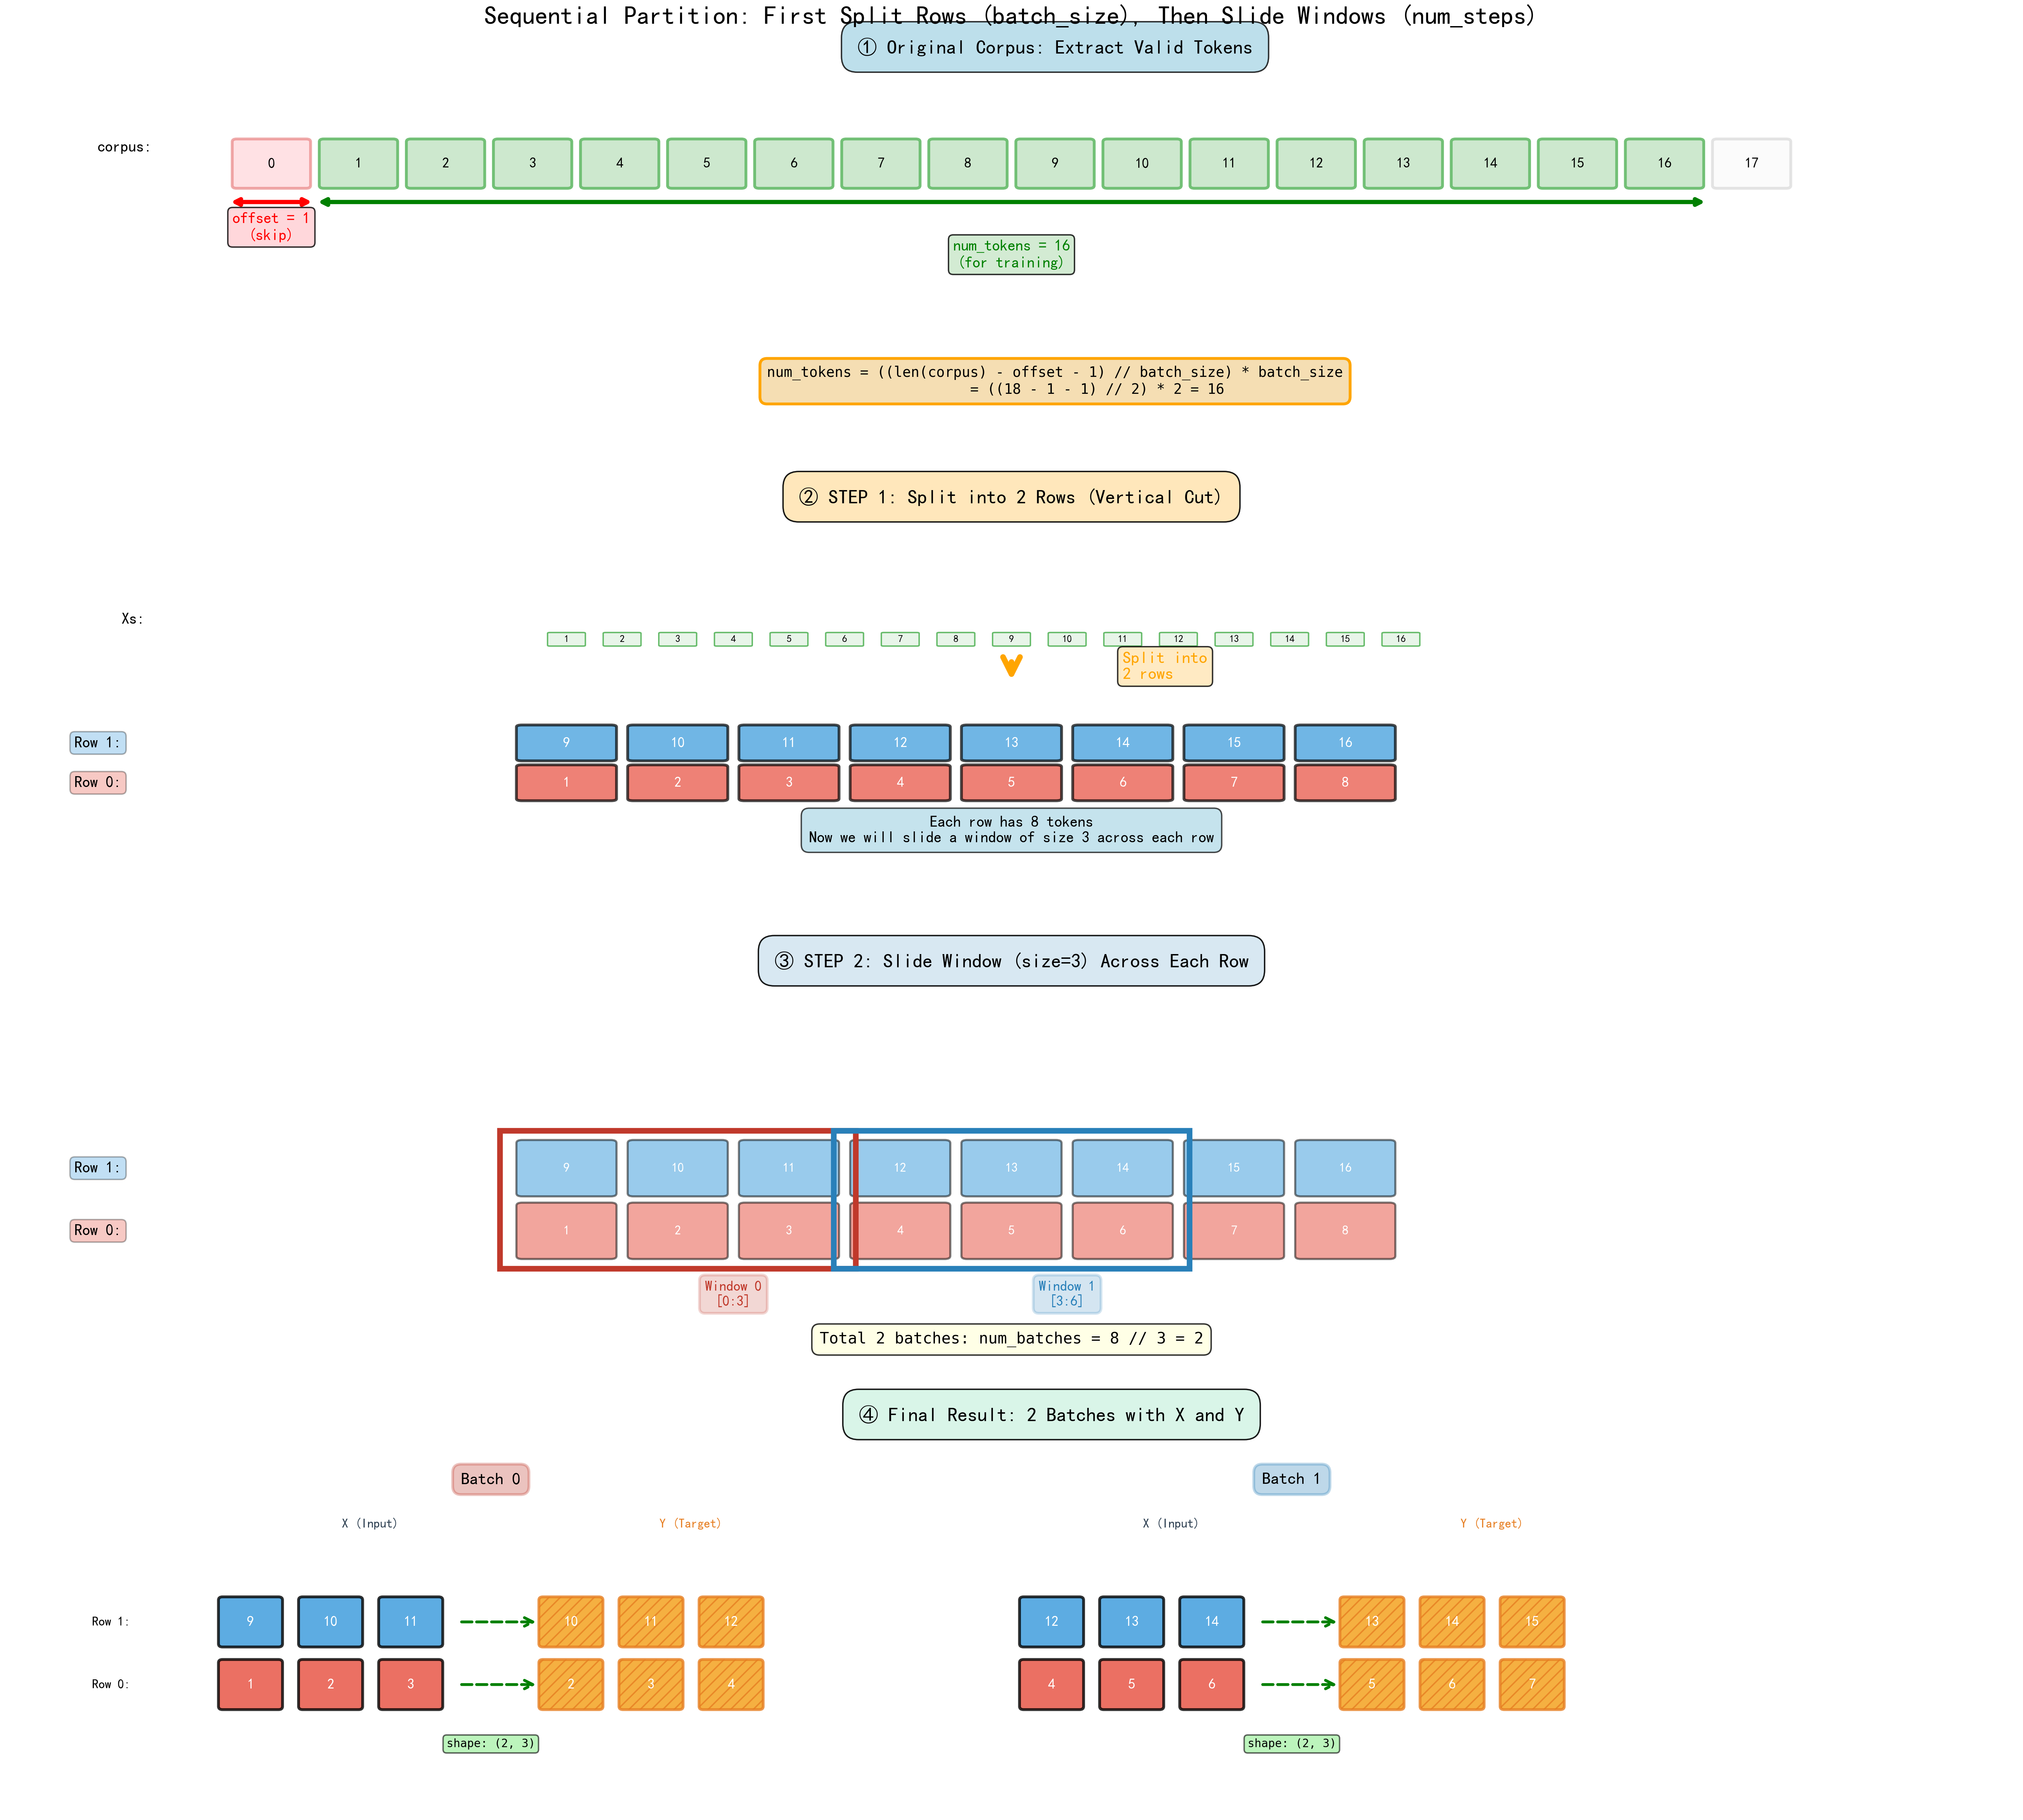 Sequential Partition: First Split Rows (batch_size), Then Slide Windows (num_steps)
① Original Corpus: Extract Valid Tokens
corpus:
0 1 2 3 4 5 6 7 8 9 10 11 12 13 14 15 16 17
offset = 1
(skip)
num_tokens = 16
(for training)
num_tokens = ((len(corpus) - offset - 1) // batch_size) * batch_size
= ((18 - 1 - 1) // 2) * 2 = 16
② STEP 1: Split into 2 Rows (Vertical Cut)
Xs:
1 2 3 4 5 6 7 8 9 10 11 12 13 14 15 16
Split into
2 rows
Row 1: 9 10 11 12 13 14 15 16
Row 0: 1 2 3 4 5 6 7 8
Each row has 8 tokens
Now we will slide a window of size 3 across each row
③ STEP 2: Slide Window (size=3) Across Each Row
Row 1: 9 10 11 12 13 14 15 16
Row 0: 1 2 3 4 5 6 7 8
Window 0
[0:3]
Window 1
[3:6]
Total 2 batches: num_batches = 8 // 3 = 2
④ Final Result: 2 Batches with X and Y
Batch 0
X (Input) Y (Target)
Row 1: 9 10 11 10 11 12
Row 0: 1 2 3 2 3 4
shape: (2, 3)
Batch 1
X (Input) Y (Target)
12 13 14 13 14 15
4 5 6 5 6 7
shape: (2, 3)